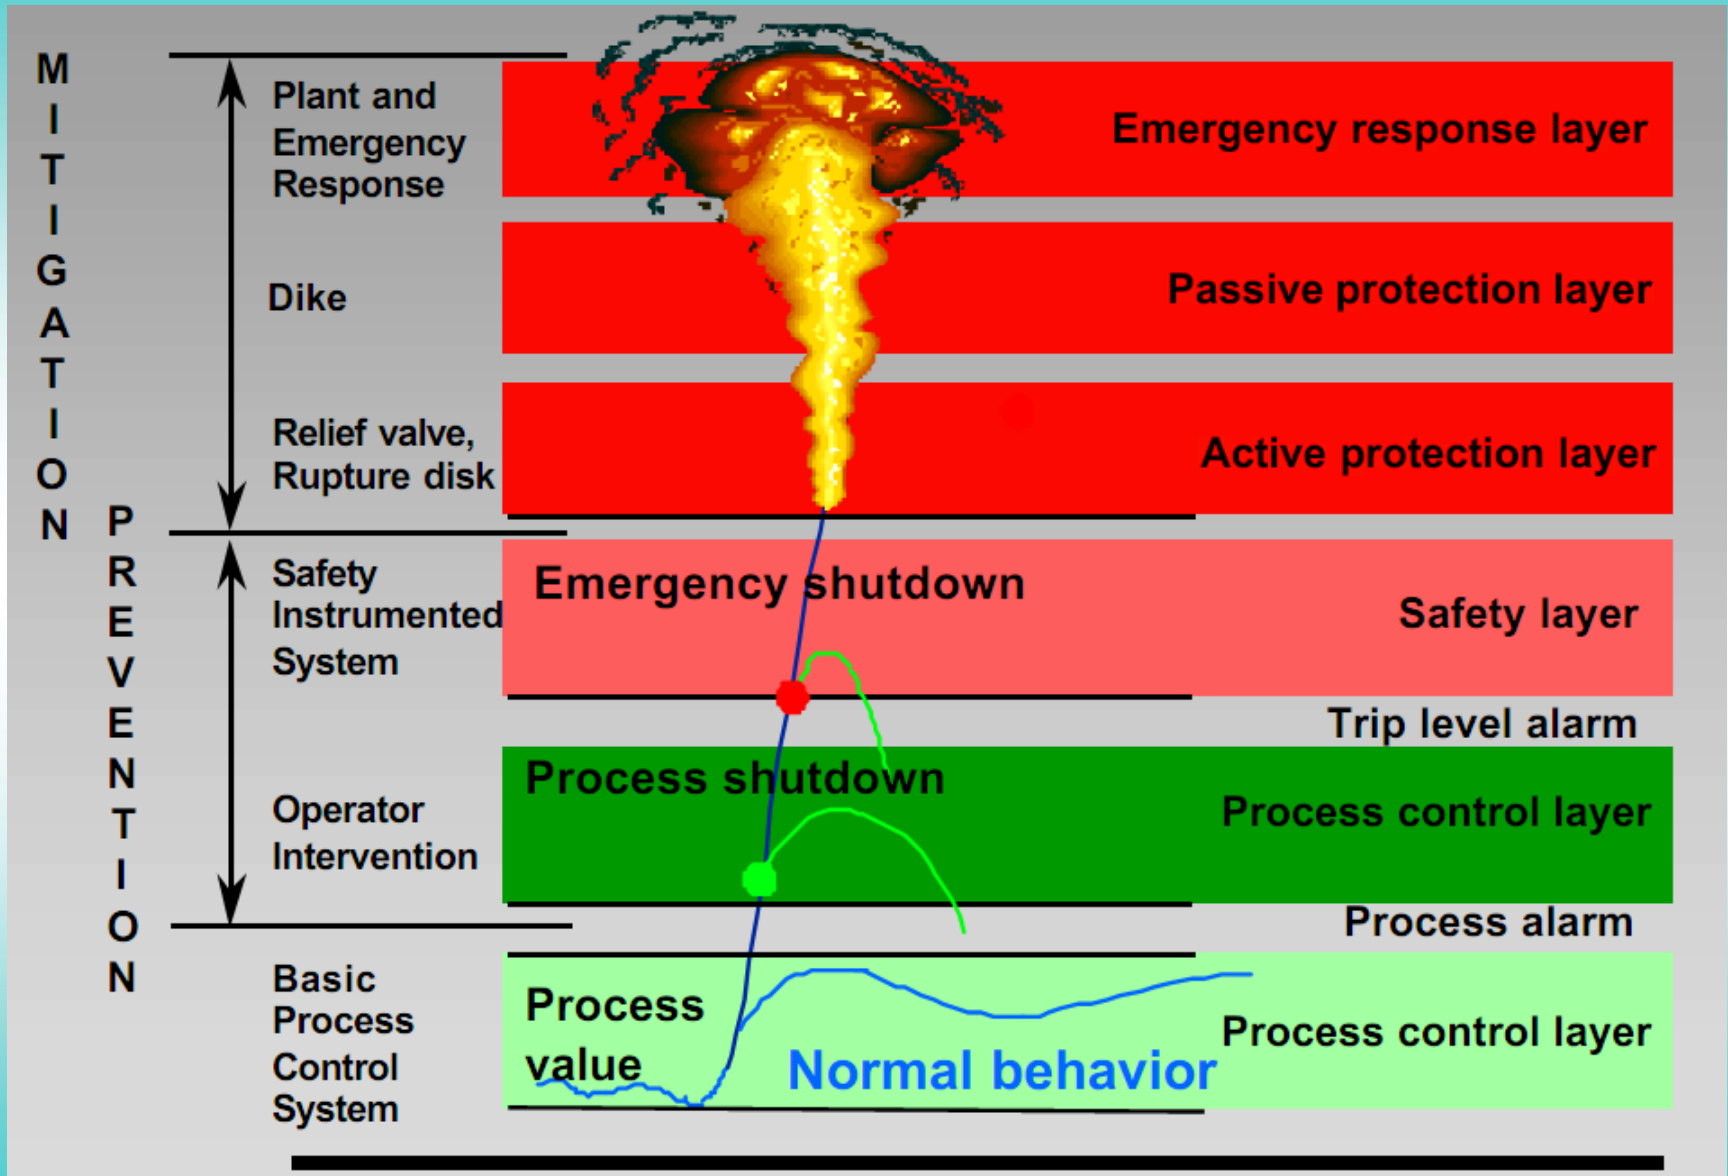 MITIGATION
PREVENTION
Plant and
Emergency
Response
Emergency response layer
Dike
Passive protection layer
Relief valve,
Rupture disk
Active protection layer
Safety
Instrumented
System
Emergency shutdown
Safety layer
Trip level alarm
Operator
Intervention
Process shutdown
Process control layer
Process alarm
Basic
Process
Control
System
Process
value
Normal behavior
Process control layer